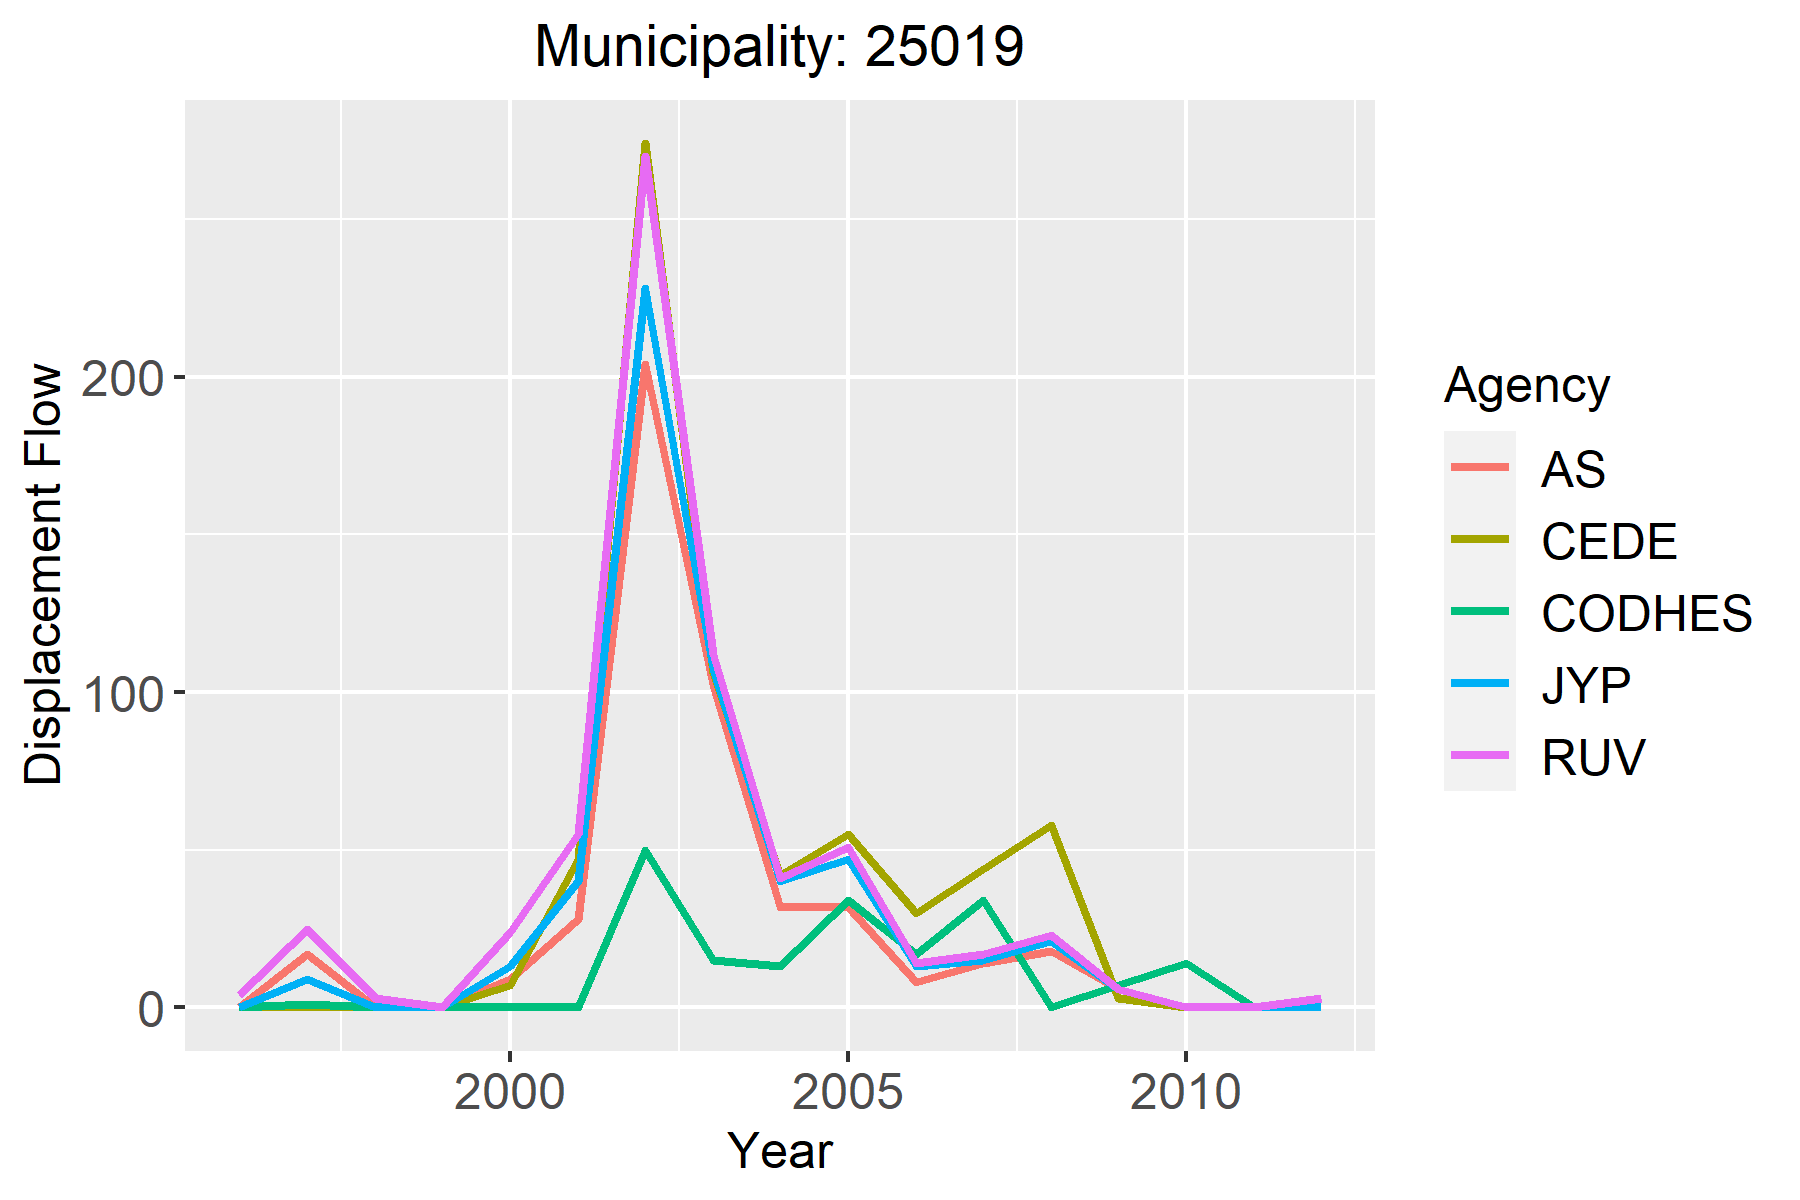 Municipality: 25019
Displacement Flow
200
100
0
2000 2005 2010
Year
Agency
AS
CEDE
CODHES
JYP
RUV